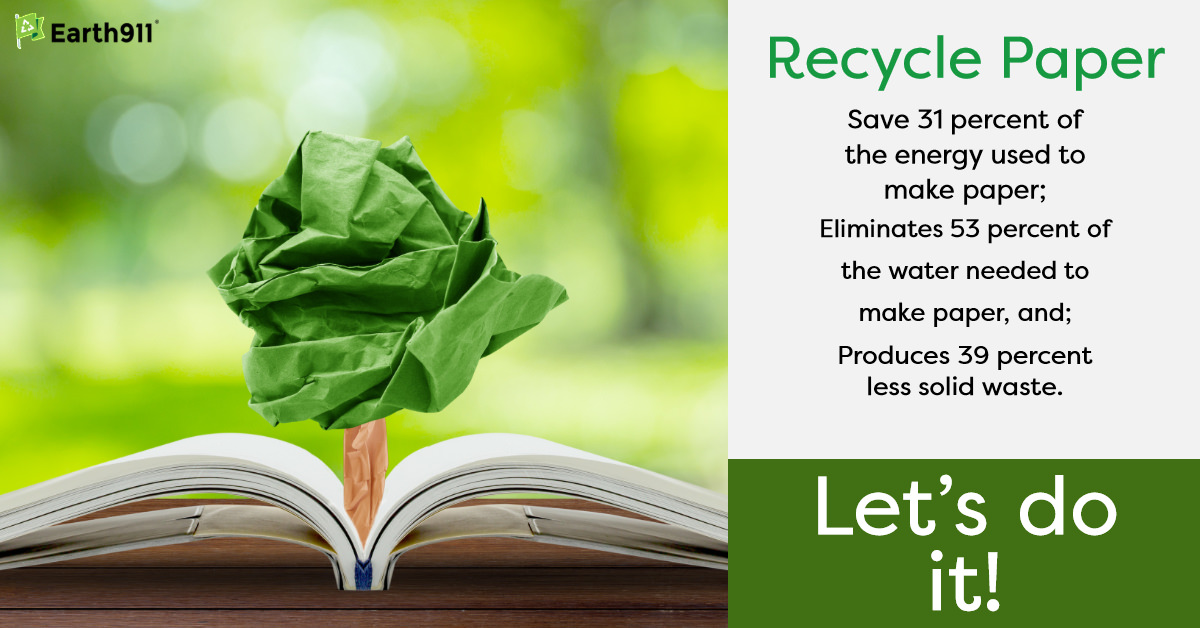 Earth911®
Recycle Paper
Save 31 percent of
the energy used to
make paper;
Eliminates 53 percent of
the water needed to
make paper, and;
Produces 39 percent
less solid waste.
Let's do
it!